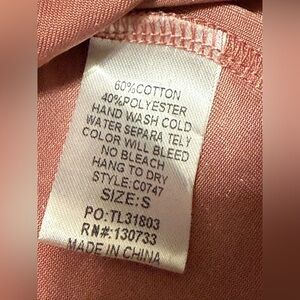 60%COTTON
40%POLYESTER
HAND WASH COLD
WATER SEPARA TELY
COLOR WILL BLEED
NO BLEACH
HANG TO DRY
STYLE:C0747
SIZE:S
PO:TL31803
RN#:130733
MADE IN CHINA